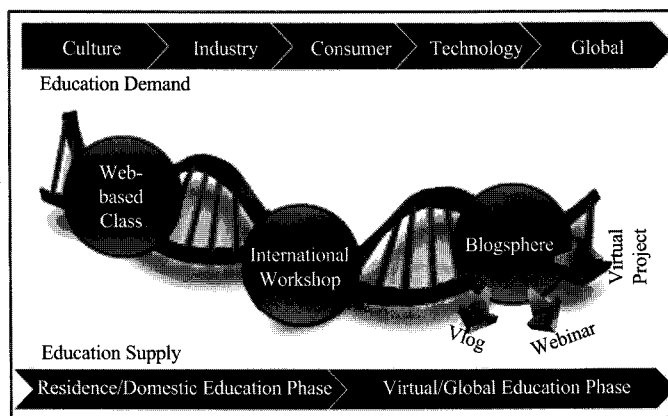 Culture Industry Consumer Technology Global
Education Demand
Web-
based
Class
International
Workshop
Blogsphere
Virtual
Project
Vlog
Webinar
Education Supply
Residence/Domestic Education Phase Virtual/Global Education Phase